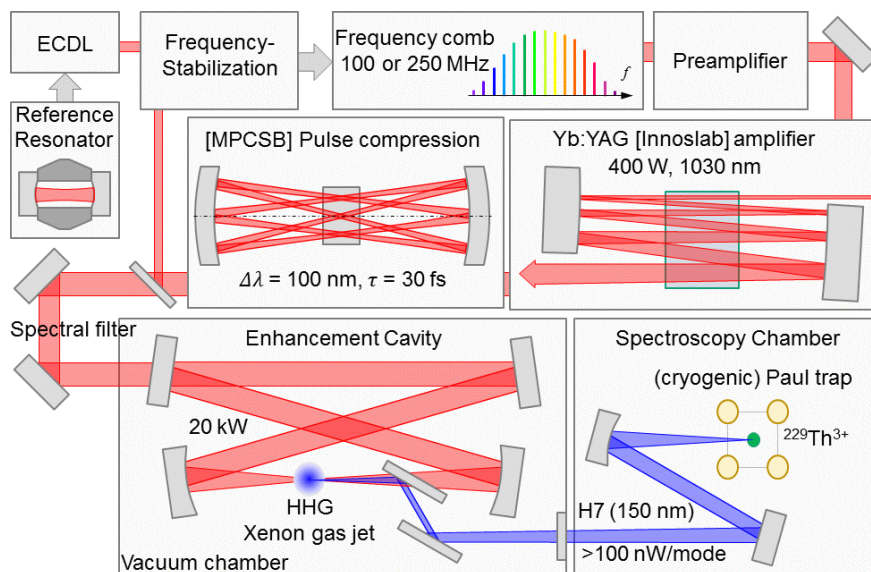 ECDL
Frequency-
Stabilization
Frequency comb
100 or 250 MHz
f
Preamplifier
Reference
Resonator
[MPCSB] Pulse compression
Δλ = 100 nm, τ = 30 fs
Yb:YAG [Innoslab] amplifier
400 W, 1030 nm
Spectral filter
Enhancement Cavity
20 kW
HHG
Xenon gas jet
Vacuum chamber
Spectroscopy Chamber
(cryogenic) Paul trap
²²⁹Th³⁺
H7 (150 nm)
>100 nW/mode